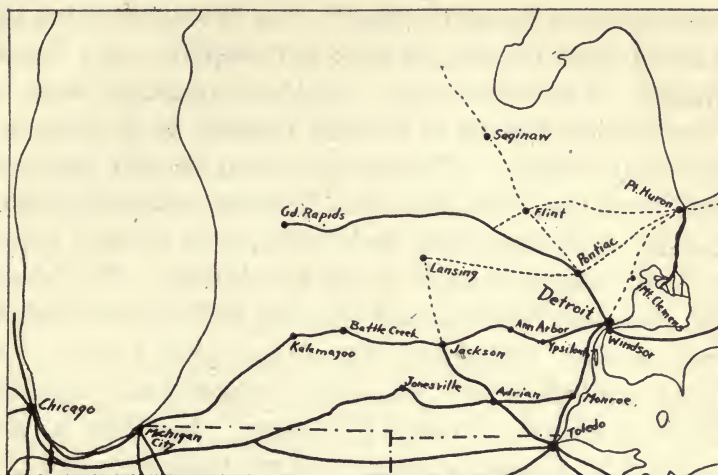 Saginaw
Pt. Huron
Gd. Rapids
Flint
Pontiac
Lansing
Mt. Clemens
Detroit
Windsor
Battle Creek
Ann Arbor
Kalamazoo
Jackson
Ypsilanti
Jonesville
Adrian
Monroe.
Chicago
Michigan
City
Toledo